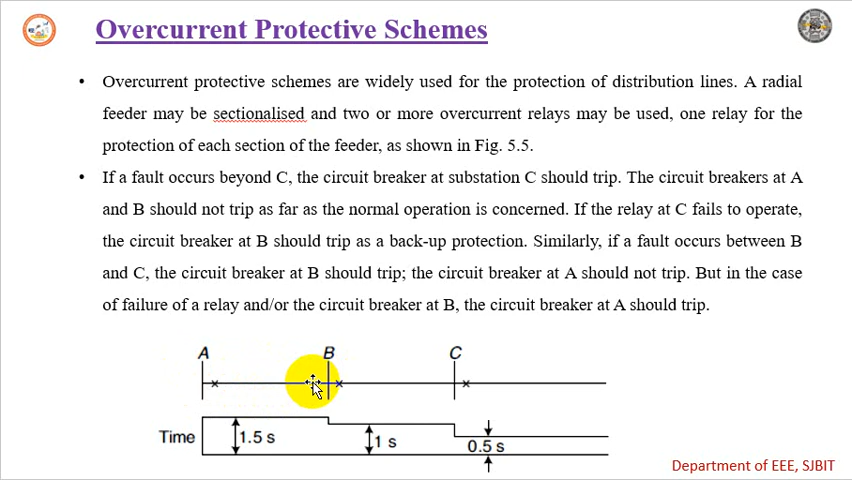 Overcurrent Protective Schemes
• Overcurrent protective schemes are widely used for the protection of distribution lines. A radial
feeder may be sectionalised and two or more overcurrent relays may be used, one relay for the
protection of each section of the feeder, as shown in Fig. 5.5.
• If a fault occurs beyond C, the circuit breaker at substation C should trip. The circuit breakers at A
and B should not trip as far as the normal operation is concerned. If the relay at C fails to operate,
the circuit breaker at B should trip as a back-up protection. Similarly, if a fault occurs between B
and C, the circuit breaker at B should trip; the circuit breaker at A should not trip. But in the case
of failure of a relay and/or the circuit breaker at B, the circuit breaker at A should trip.
A B C
Time 1.5 s 1 s 0.5 s
Department of EEE, SJBIT